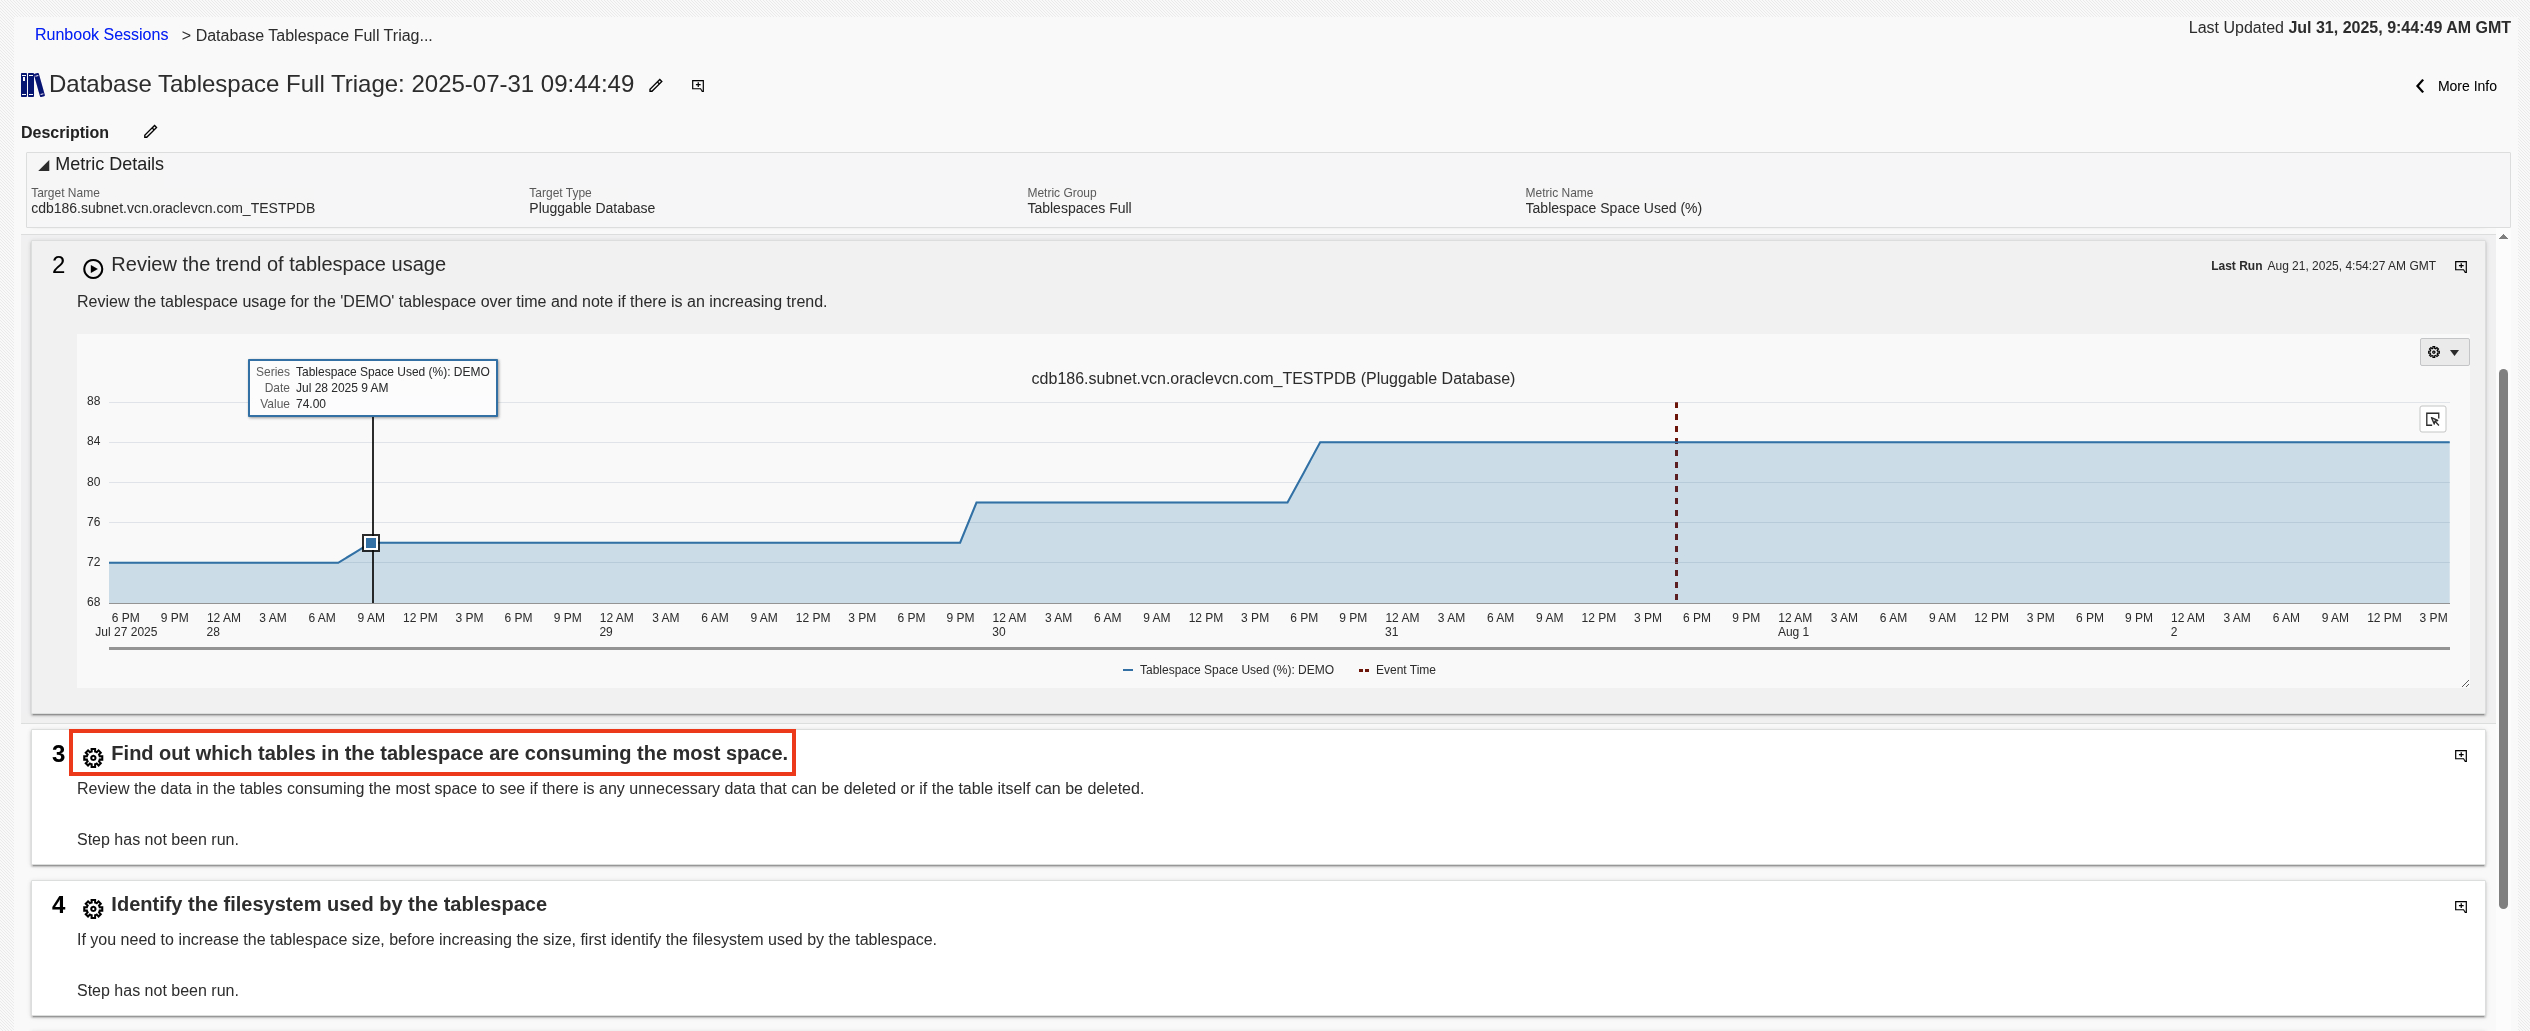 Runbook Sessions > Database Tablespace Full Triag...
Last Updated Jul 31, 2025, 9:44:49 AM GMT
Database Tablespace Full Triage: 2025-07-31 09:44:49
More Info
Description
Metric Details
Target Name Target Type Metric Group Metric Name
cdb186.subnet.vcn.oraclevcn.com_TESTPDB Pluggable Database Tablespaces Full Tablespace Space Used (%)
2 Review the trend of tablespace usage
Last Run Aug 21, 2025, 4:54:27 AM GMT
Review the tablespace usage for the 'DEMO' tablespace over time and note if there is an increasing trend.
Series Tablespace Space Used (%): DEMO
Date Jul 28 2025 9 AM
Value 74.00
cdb186.subnet.vcn.oraclevcn.com_TESTPDB (Pluggable Database)
88
84
80
76
72
68
6 PM 9 PM 12 AM 3 AM 6 AM 9 AM 12 PM 3 PM 6 PM 9 PM 12 AM 3 AM 6 AM 9 AM 12 PM 3 PM 6 PM 9 PM 12 AM 3 AM 6 AM 9 AM 12 PM 3 PM 6 PM 9 PM 12 AM 3 AM 6 AM 9 AM 12 PM 3 PM 6 PM 9 PM 12 AM 3 AM 6 AM 9 AM 12 PM 3 PM 6 PM 9 PM 12 AM 3 AM 6 AM 9 AM 12 PM 3 PM
Jul 27 2025 28 29 30 31 Aug 1 2
Tablespace Space Used (%): DEMO Event Time
3 Find out which tables in the tablespace are consuming the most space.
Review the data in the tables consuming the most space to see if there is any unnecessary data that can be deleted or if the table itself can be deleted.
Step has not been run.
4 Identify the filesystem used by the tablespace
If you need to increase the tablespace size, before increasing the size, first identify the filesystem used by the tablespace.
Step has not been run.